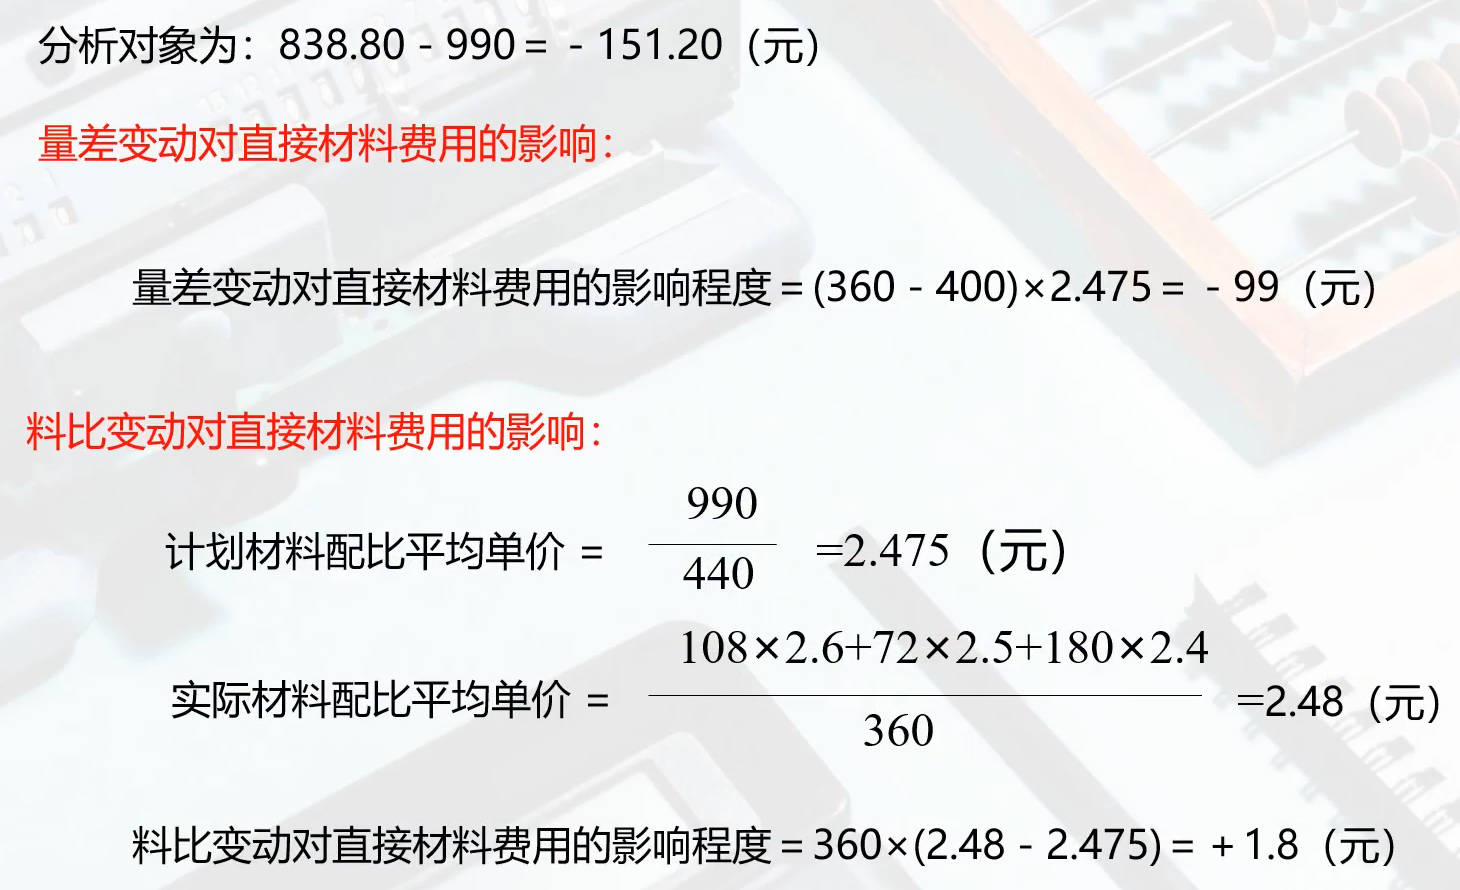 分析对象为：838.80 - 990 = - 151.20（元）
量差变动对直接材料费用的影响：
量差变动对直接材料费用的影响程度 = (360 - 400)×2.475 = - 99（元）
料比变动对直接材料费用的影响：
990
计划材料配比平均单价 = =2.475（元）
440
108×2.6+72×2.5+180×2.4
实际材料配比平均单价 = =2.48（元）
360
料比变动对直接材料费用的影响程度 = 360×(2.48 - 2.475) = + 1.8（元）